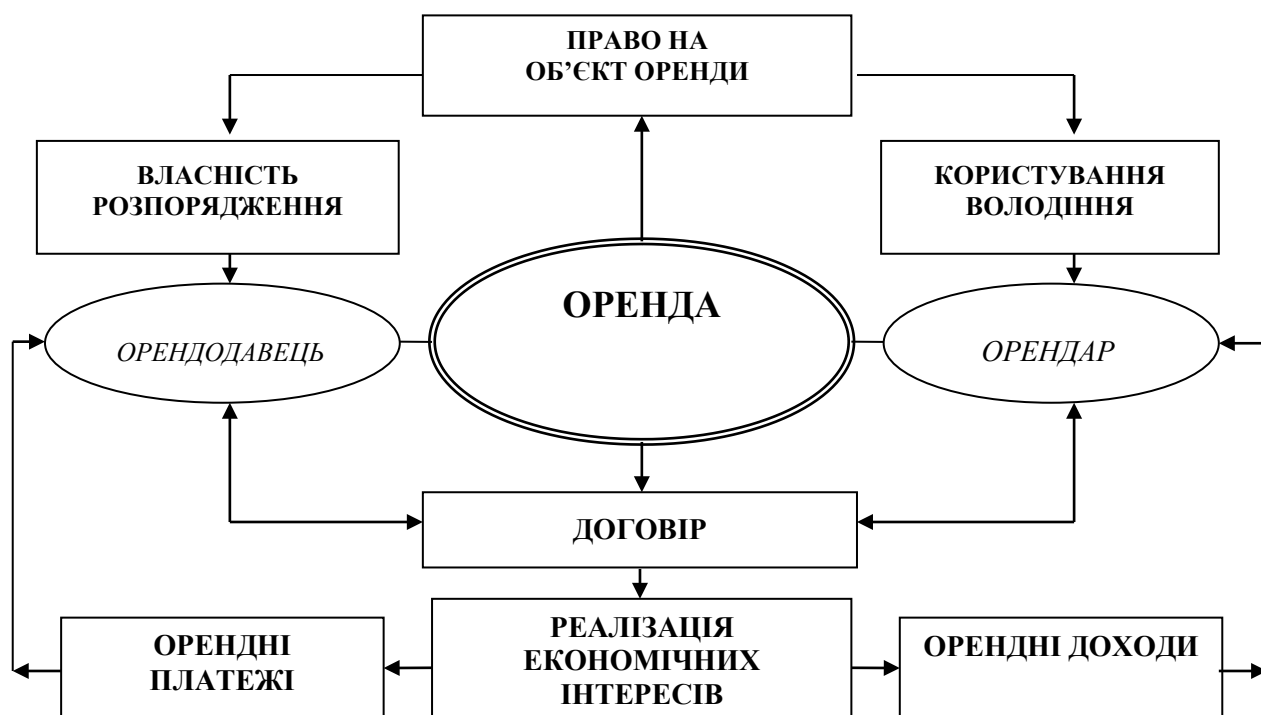 ПРАВО НА
ОБ’ЄКТ ОРЕНДИ
ВЛАСНІСТЬ
РОЗПОРЯДЖЕННЯ
КОРИСТУВАННЯ
ВОЛОДІННЯ
ОРЕНДА
ОРЕНДОДАВЕЦЬ
ОРЕНДАР
ДОГОВІР
ОРЕНДНІ
ПЛАТЕЖІ
РЕАЛІЗАЦІЯ
ЕКОНОМІЧНИХ
ІНТЕРЕСІВ
ОРЕНДНІ ДОХОДИ